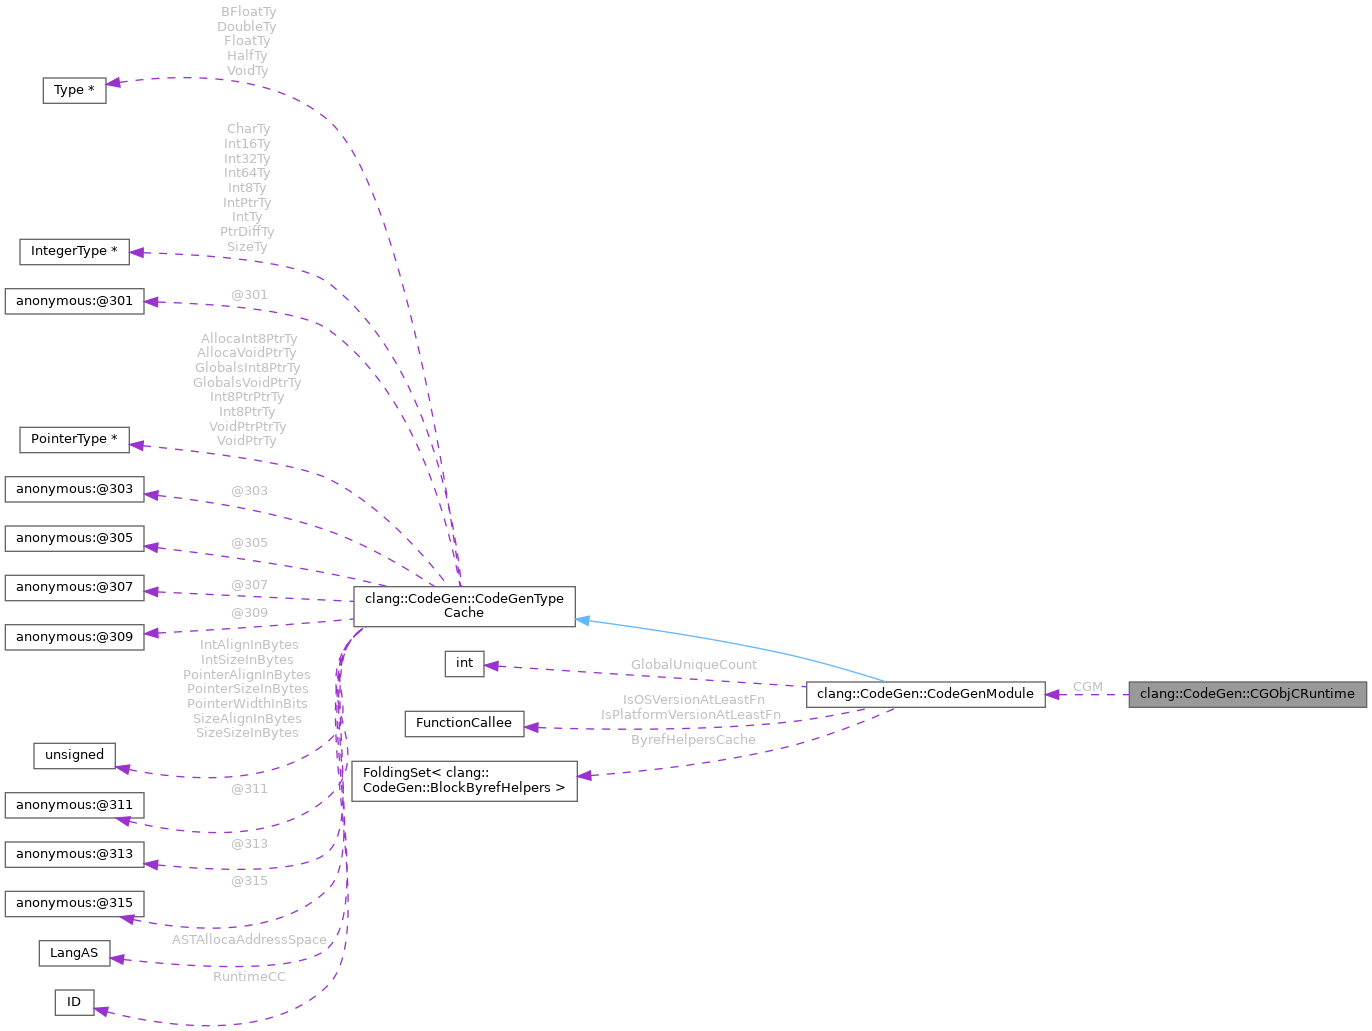 BFloatTy
DoubleTy
FloatTy
HalfTy
VoidTy
Type *
CharTy
Int16Ty
Int32Ty
Int64Ty
Int8Ty
IntPtrTy
IntTy
PtrDiffTy
SizeTy
IntegerType *
@301
anonymous:@301
AllocaInt8PtrTy
AllocaVoidPtrTy
GlobalsInt8PtrTy
GlobalsVoidPtrTy
Int8PtrPtrTy
Int8PtrTy
VoidPtrPtrTy
VoidPtrTy
PointerType *
@303
anonymous:@303
@305
anonymous:@305
@307
anonymous:@307
@309
anonymous:@309
clang::CodeGen::CodeGenType
Cache
IntAlignInBytes
IntSizeInBytes
PointerAlignInBytes
PointerSizeInBytes
PointerWidthInBits
SizeAlignInBytes
SizeSizeInBytes
unsigned
int
GlobalUniqueCount
FunctionCallee
IsOSVersionAtLeastFn
IsPlatformVersionAtLeastFn
ByrefHelpersCache
FoldingSet< clang::
CodeGen::BlockByrefHelpers >
clang::CodeGen::CodeGenModule
CGM
clang::CodeGen::CGObjCRuntime
@311
anonymous:@311
@313
anonymous:@313
@315
anonymous:@315
ASTAllocaAddressSpace
LangAS
RuntimeCC
ID